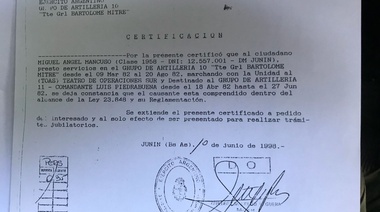 EJERCITO ARGENTINO
GRUPO DE ARTILLERIA 10
"Tte Grl BARTOLOME MITRE"
C E R T I F I C A C I O N
---------Por la presente certificó que al ciudadano
MIGUEL ANGEL MANCUSO (Clase 1958 - DNI: 12.557.001 - DM JUNIN),
presto servicios en el GRUPO DE ARTILLERIA 10 "Tte Grl BARTOLOME
MITRE" desde el 09 Mar 82 al 20 Ago 82, marchando con la Unidad al
(TOAS) TEATRO DE OPERACIONES SUR y Destinado al GRUPO DE ARTILLERIA
11 - COMANDANTE LUIS PIEDRABUENA desde el 18 Abr 82 hasta el 27 Jun
82, se deja constancia que el causante esta comprendido dentro del
alcance de la Ley 23.848 y su Reglamentación.
Se extiende el presente certificado a pedido
del interesado y al solo efecto de ser presentado para realizar trámi-
tes Jubilatorios.
JUNIN (Bs As), 10 de junio de 1998.-
EJERCITO ARGENTINO